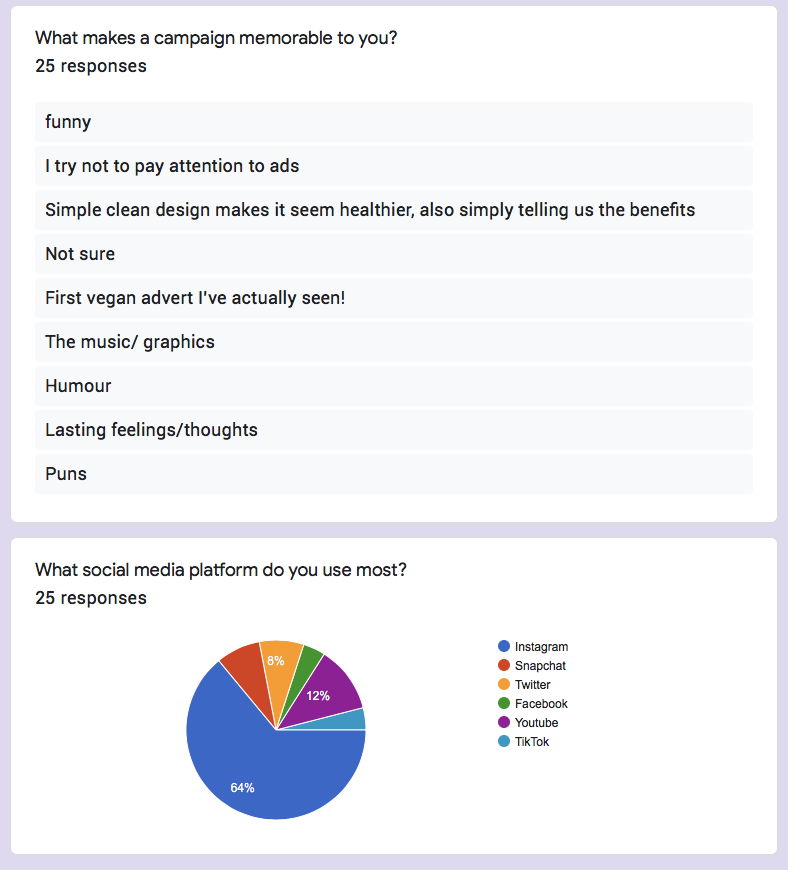 What makes a campaign memorable to you?
25 responses
funny
I try not to pay attention to ads
Simple clean design makes it seem healthier, also simply telling us the benefits
Not sure
First vegan advert I've actually seen!
The music/ graphics
Humour
Lasting feelings/thoughts
Puns
What social media platform do you use most?
25 responses
8%
12%
64%
Instagram
Snapchat
Twitter
Facebook
Youtube
TikTok